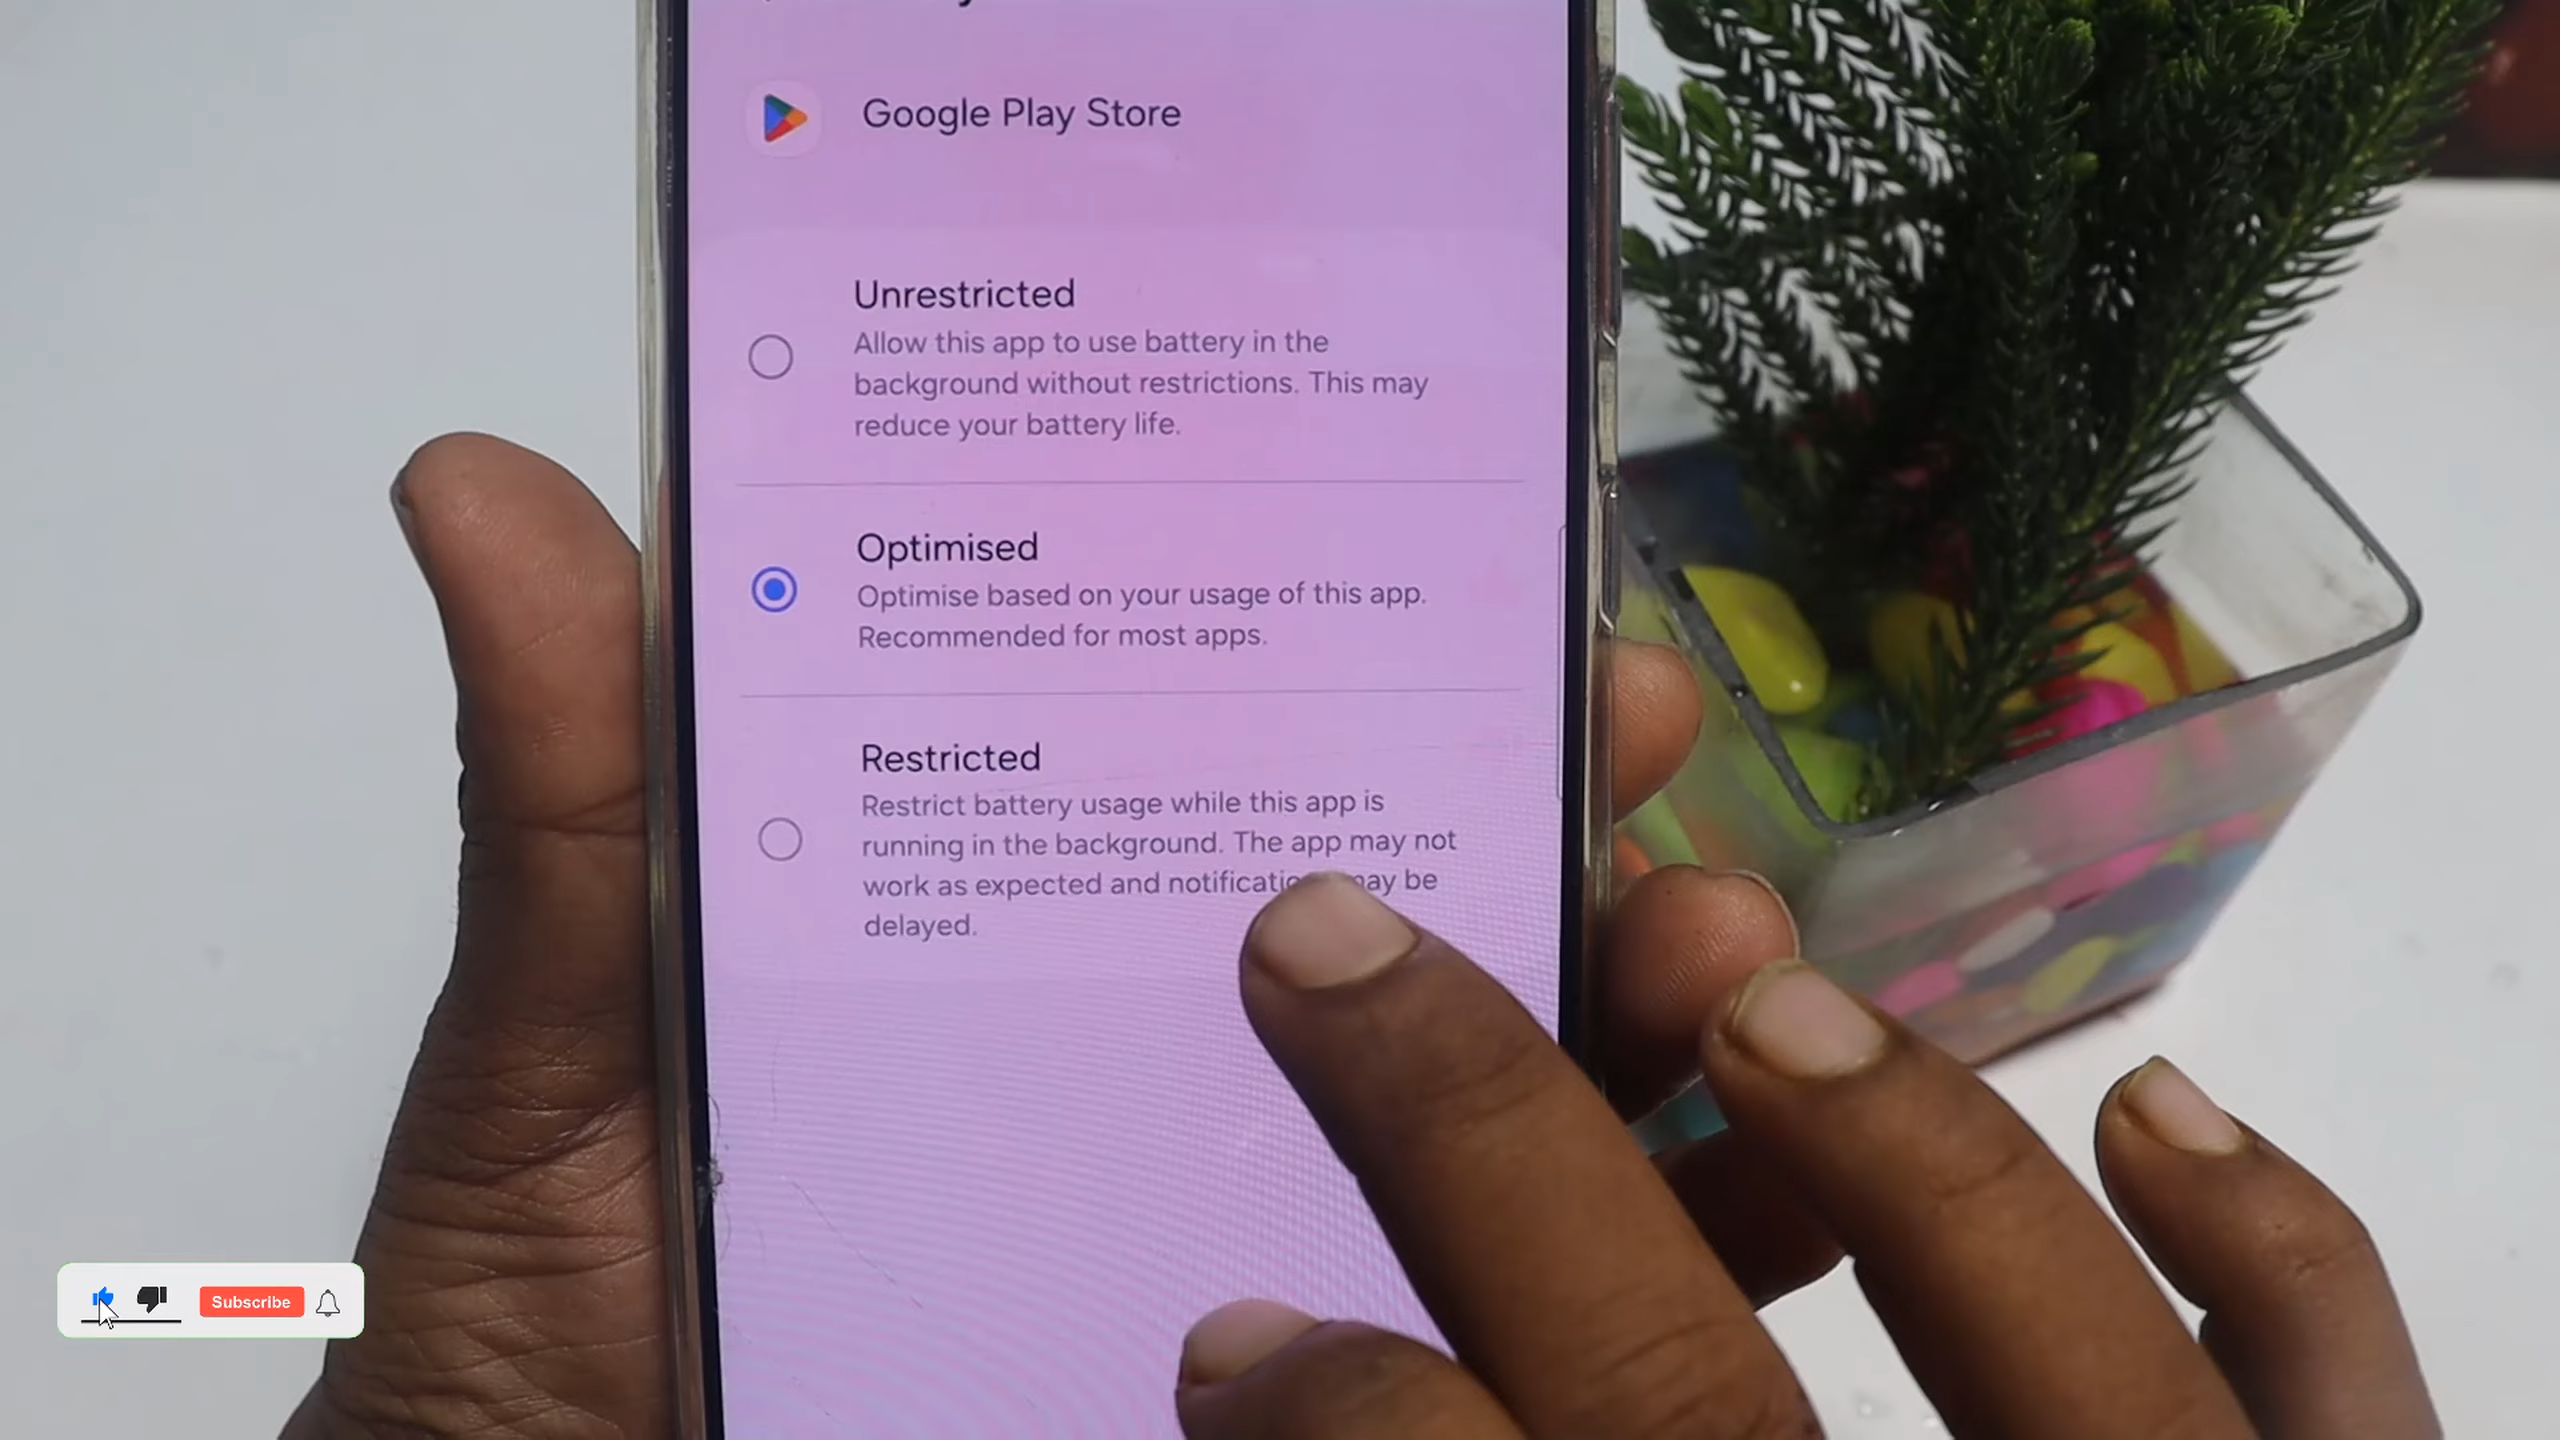 Google Play Store
Unrestricted
Allow this app to use battery in the
background without restrictions. This may
reduce your battery life.
Optimised
Optimise based on your usage of this app.
Recommended for most apps.
Restricted
Restrict battery usage while this app is
running in the background. The app may not
work as expected and may be
delayed.
Subscribe